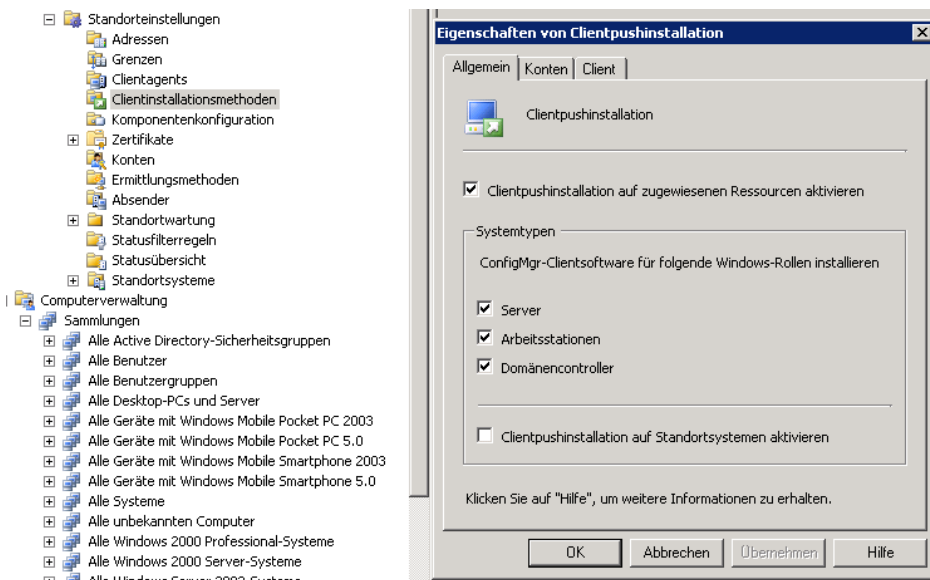 Standorteinstellungen
Adressen
Grenzen
Clientagents
Clientinstallationsmethoden
Komponentenkonfiguration
Zertifikate
Konten
Ermittlungsmethoden
Absender
Standortwartung
Statusfilterregeln
Statusübersicht
Standortsysteme
Computerverwaltung
Sammlungen
Alle Active Directory-Sicherheitsgruppen
Alle Benutzer
Alle Benutzergruppen
Alle Desktop-PCs und Server
Alle Geräte mit Windows Mobile Pocket PC 2003
Alle Geräte mit Windows Mobile Pocket PC 5.0
Alle Geräte mit Windows Mobile Smartphone 2003
Alle Geräte mit Windows Mobile Smartphone 5.0
Alle Systeme
Alle unbekannten Computer
Alle Windows 2000 Professional-Systeme
Alle Windows 2000 Server-Systeme
Alle Windows Server 2003-Systeme
Eigenschaften von Clientpushinstallation
Allgemein Konten Client
Clientpushinstallation
Clientpushinstallation auf zugewiesenen Ressourcen aktivieren
Systemtypen
ConfigMgr-Clientsoftware für folgende Windows-Rollen installieren
Server
Arbeitsstationen
Domänencontroller
Clientpushinstallation auf Standortsystemen aktivieren
Klicken Sie auf "Hilfe", um weitere Informationen zu erhalten.
OK Abbrechen Übernehmen Hilfe